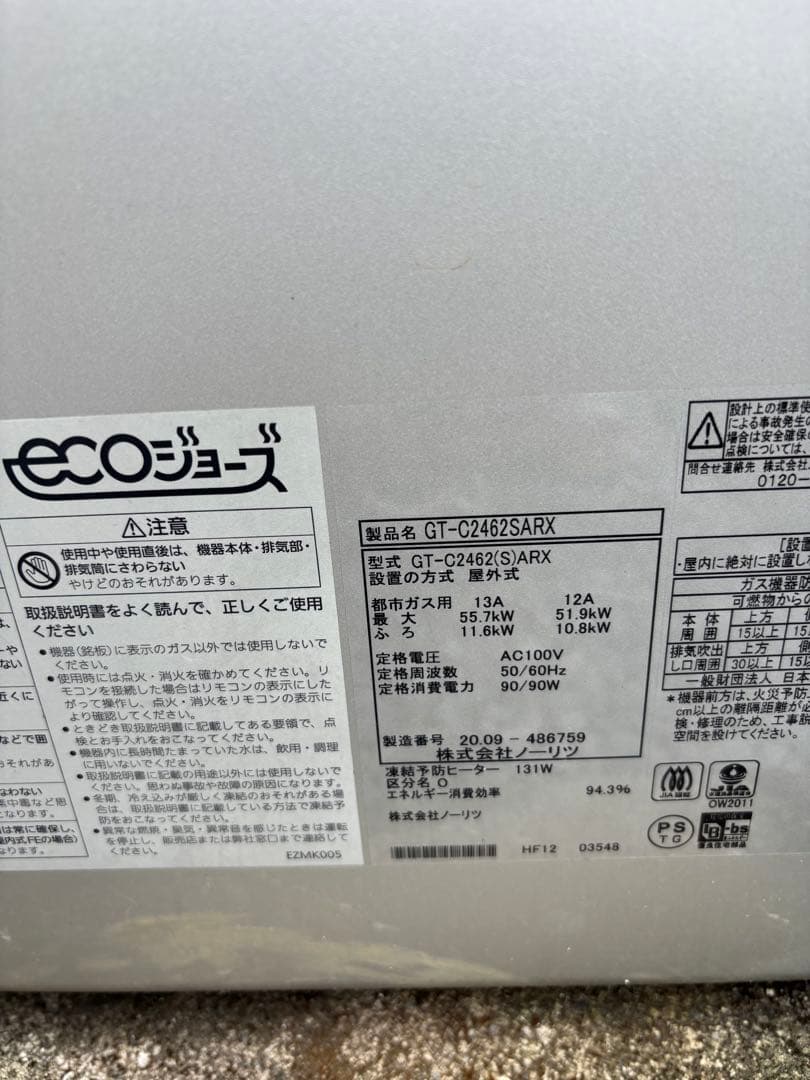 ecoジョーズ
⚠注意
使用中や使用直後は、機器本体・排気部・
排気筒にさわらない
やけどのおそれがあります。
取扱説明書をよく読んで、正しくご使用
ください
●機器(銘板)に表示のガス以外では使用しないで
ください。
●使用時には点火・消火を確かめてください。リ
モコンを接続した場合はリモコンの表示にした
がって操作し、点火・消火をリモコンの表示に
より確認してください。
●ときどき取扱説明書に記載してある要領で、点
検とお手入れをおこなってください。
●機器内に長時間たまっていた水は、飲用・調理
に用いないでください。
●取扱説明書に記載の用途以外には使用しないで
ください。思わぬ事故や故障の原因になります。
●冬期、冷え込みが厳しく凍結のおそれがある場
合は、取扱説明書に記載している方法で凍結予
防をおこなってください。
●異常な燃焼・臭気・異常音を感じたときは運転
を停止し、販売店または弊社窓口まで連絡して
ください。
EZMK005
製品名 GT-C2462SARX
型式 GT-C2462(S)ARX
設置の方式 屋外式
都市ガス用 13A 12A
最大 55.7kW 51.9kW
ふろ 11.6kW 10.8kW
定格電圧 AC100V
定格周波数 50/60Hz
定格消費電力 90/90W
製造番号 20.09-486759
株式会社ノーリツ
凍結予防ヒーター 131W
区分名 O
エネルギー消費効率 94.3%
株式会社ノーリツ
HF12 03548
JIA
OW2011
PS
TG
設計上の標準使
による事故発生の
場合は安全確保の
点検については、
問合せ連絡先 株式会社
0120-
[設置
・屋内に絶対に設置しな
ガス機器防
可燃物からの
本体 上方
周囲 15以上 15
排気吹出 上方
し口周囲 30以上 15
一般財団法人 日本
*機器前方は、火災予防
cm以上の離隔距離が必
検・修理のため、工事説
空間を設けてください。